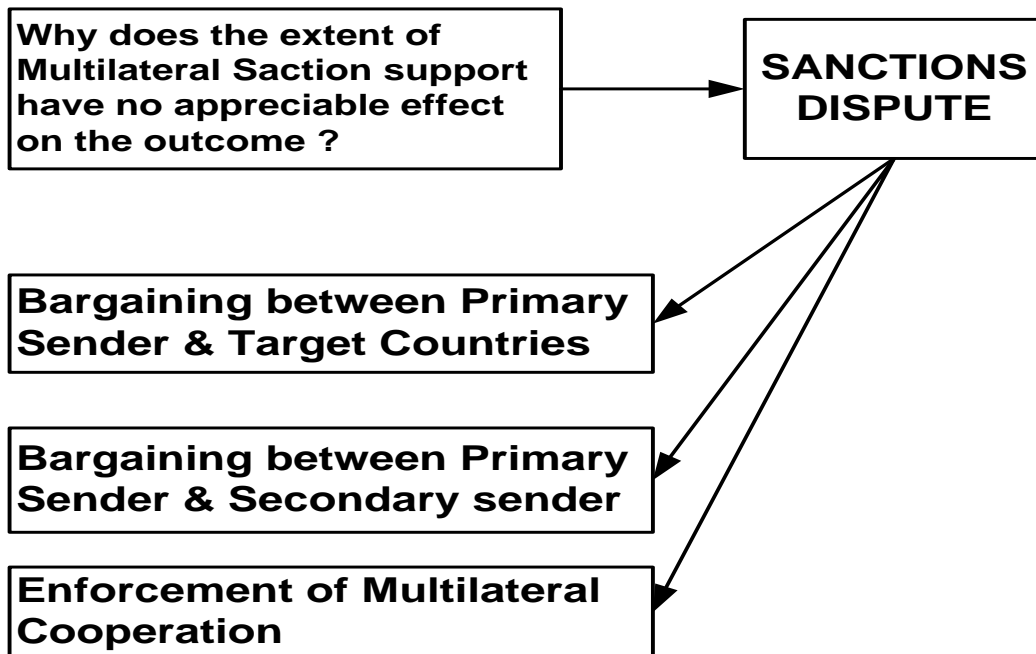 Why does the extent of
Multilateral Saction support
have no appreciable effect
on the outcome ?
SANCTIONS
DISPUTE
Bargaining between Primary
Sender & Target Countries
Bargaining between Primary
Sender & Secondary sender
Enforcement of Multilateral
Cooperation